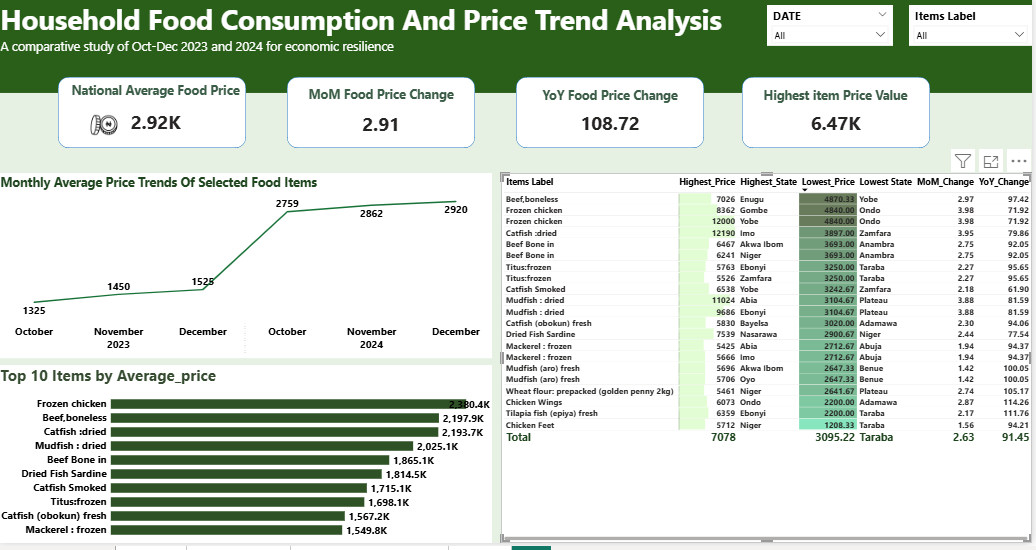 Household Food Consumption And Price Trend Analysis
A comparative study of Oct-Dec 2023 and 2024 for economic resilience
DATE
All
Items Label
All
National Average Food Price
2.92K
MoM Food Price Change
2.91
YoY Food Price Change
108.72
Highest item Price Value
6.47K
Monthly Average Price Trends Of Selected Food Items
1325
1450
1525
2759
2862
2920
October November December October November December
2023 2024
Top 10 Items by Average_price
Frozen chicken 2,380.4K
Beef,boneless 2,197.9K
Catfish :dried 2,193.7K
Mudfish : dried 2,025.1K
Beef Bone in 1,865.1K
Dried Fish Sardine 1,814.5K
Catfish Smoked 1,715.1K
Titus:frozen 1,698.1K
Catfish (obokun) fresh 1,567.2K
Mackerel : frozen 1,549.8K
Items Label Highest_Price Highest_State Lowest_Price Lowest State MoM_Change YoY_Change
Beef,boneless 7026 Enugu 4870.33 Yobe 2.97 97.42
Frozen chicken 8362 Gombe 4840.00 Ondo 3.98 71.92
Frozen chicken 12000 Yobe 4840.00 Ondo 3.98 71.92
Catfish :dried 12190 Imo 3897.00 Zamfara 3.95 79.86
Beef Bone in 6467 Akwa Ibom 3693.00 Anambra 2.75 92.05
Beef Bone in 6241 Niger 3693.00 Anambra 2.75 92.05
Titus:frozen 5763 Ebonyi 3250.00 Taraba 2.27 95.65
Titus:frozen 5526 Zamfara 3250.00 Taraba 2.27 95.65
Catfish Smoked 6538 Yobe 3242.67 Zamfara 2.18 61.90
Mudfish : dried 11024 Abia 3104.67 Plateau 3.88 81.59
Mudfish : dried 9686 Ebonyi 3104.67 Plateau 3.88 81.59
Catfish (obokun) fresh 5830 Bayelsa 3020.00 Adamawa 2.30 94.06
Dried Fish Sardine 7539 Nasarawa 2900.67 Niger 2.44 77.54
Mackerel : frozen 5425 Abia 2712.67 Abuja 1.94 94.37
Mackerel : frozen 5666 Imo 2712.67 Abuja 1.94 94.37
Mudfish (aro) fresh 5696 Akwa Ibom 2647.33 Benue 1.42 100.05
Mudfish (aro) fresh 5706 Oyo 2647.33 Benue 1.42 100.05
Wheat flour: prepacked (golden penny 2kg) 5461 Niger 2641.67 Plateau 2.74 105.17
Chicken Wings 6073 Ondo 2200.00 Adamawa 2.87 114.26
Tilapia fish (epiya) fresh 6359 Ebonyi 2200.00 Taraba 2.17 111.76
Chicken Feet 5712 Niger 1208.33 Taraba 1.56 94.21
Total 7078 3095.22 Taraba 2.63 91.45